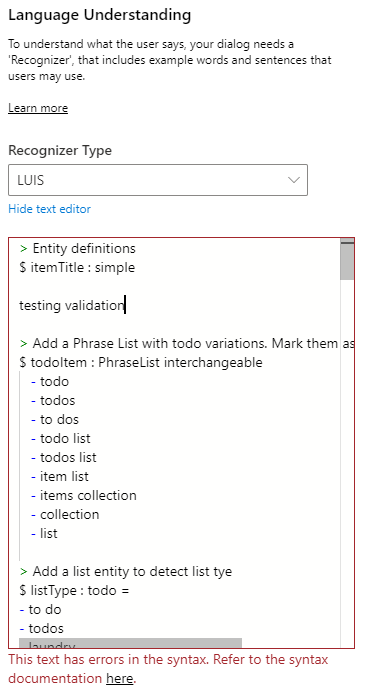 Language Understanding
To understand what the user says, your dialog needs a
'Recognizer', that includes example words and sentences that
users may use.
Learn more
Recognizer Type
LUIS
Hide text editor
> Entity definitions
$ itemTitle : simple
testing validation
> Add a Phrase List with todo variations. Mark them as
$ todoItem : PhraseList interchangeable
- todo
- todos
- to dos
- todo list
- todos list
- item list
- items collection
- collection
- list
> Add a list entity to detect list tye
$ listType : todo =
- to do
- todos
- laundry
This text has errors in the syntax. Refer to the syntax
documentation here.